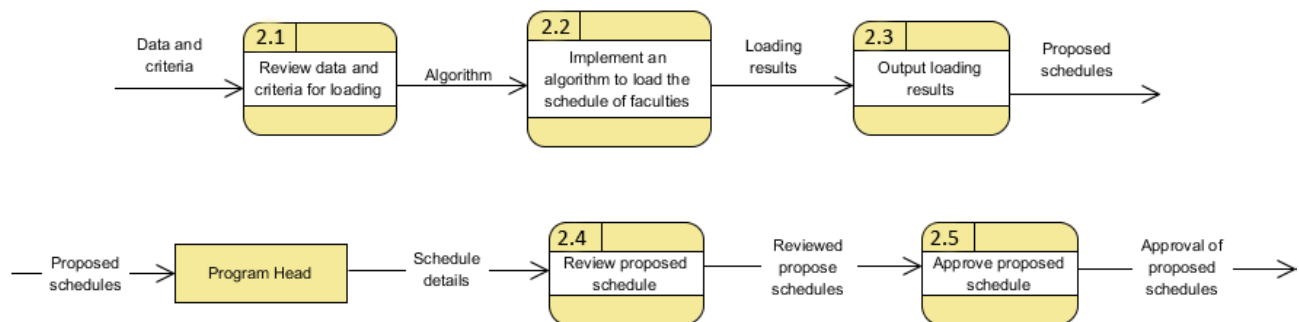 2.1
2.2
2.3
Data and
criteria
Review data and
criteria for loading
Algorithm
Implement an
algorithm to load the
schedule of faculties
Loading
results
Output loading
results
Proposed
schedules
Proposed
schedules
Program Head
Schedule
details
2.4
Review proposed
schedule
Reviewed
propose
schedules
2.5
Approve proposed
schedule
Approval of
proposed
schedules